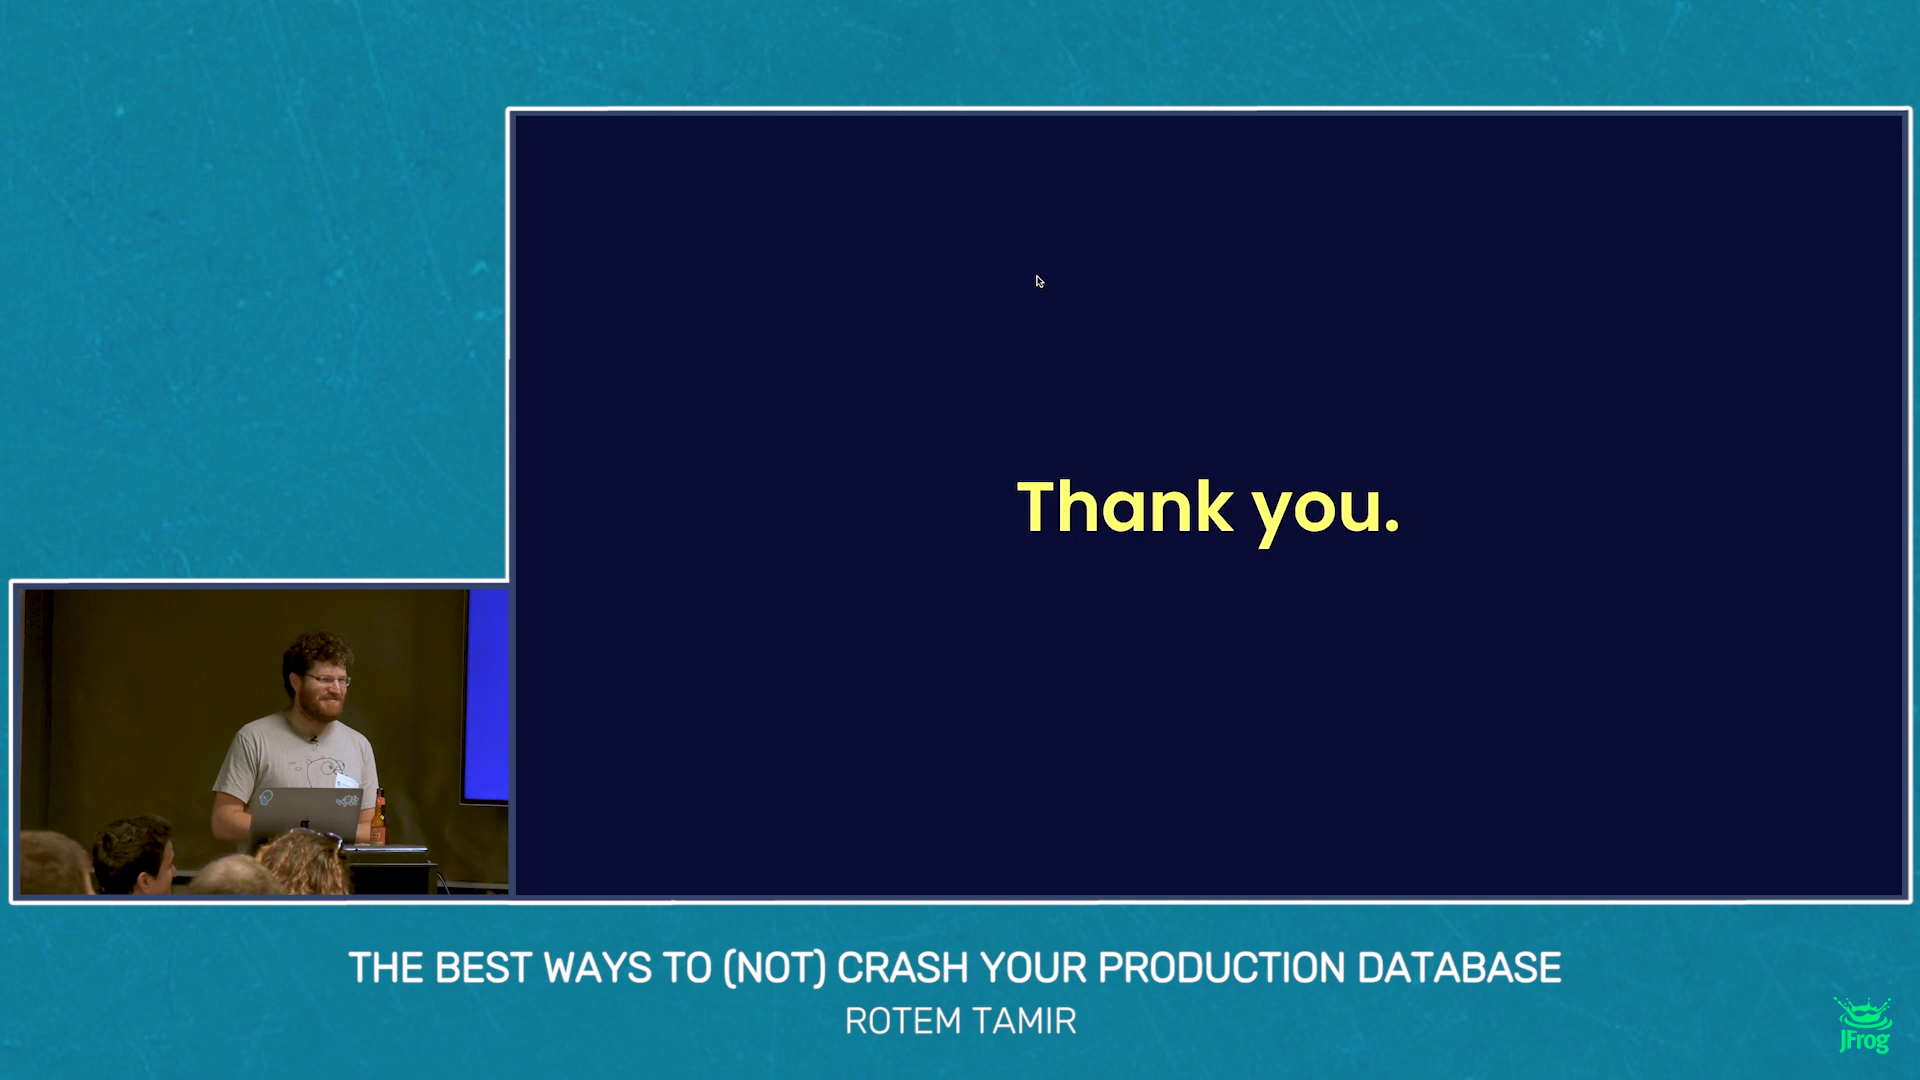 Thank you.
THE BEST WAYS TO (NOT) CRASH YOUR PRODUCTION DATABASE
ROTEM TAMIR
JFrog